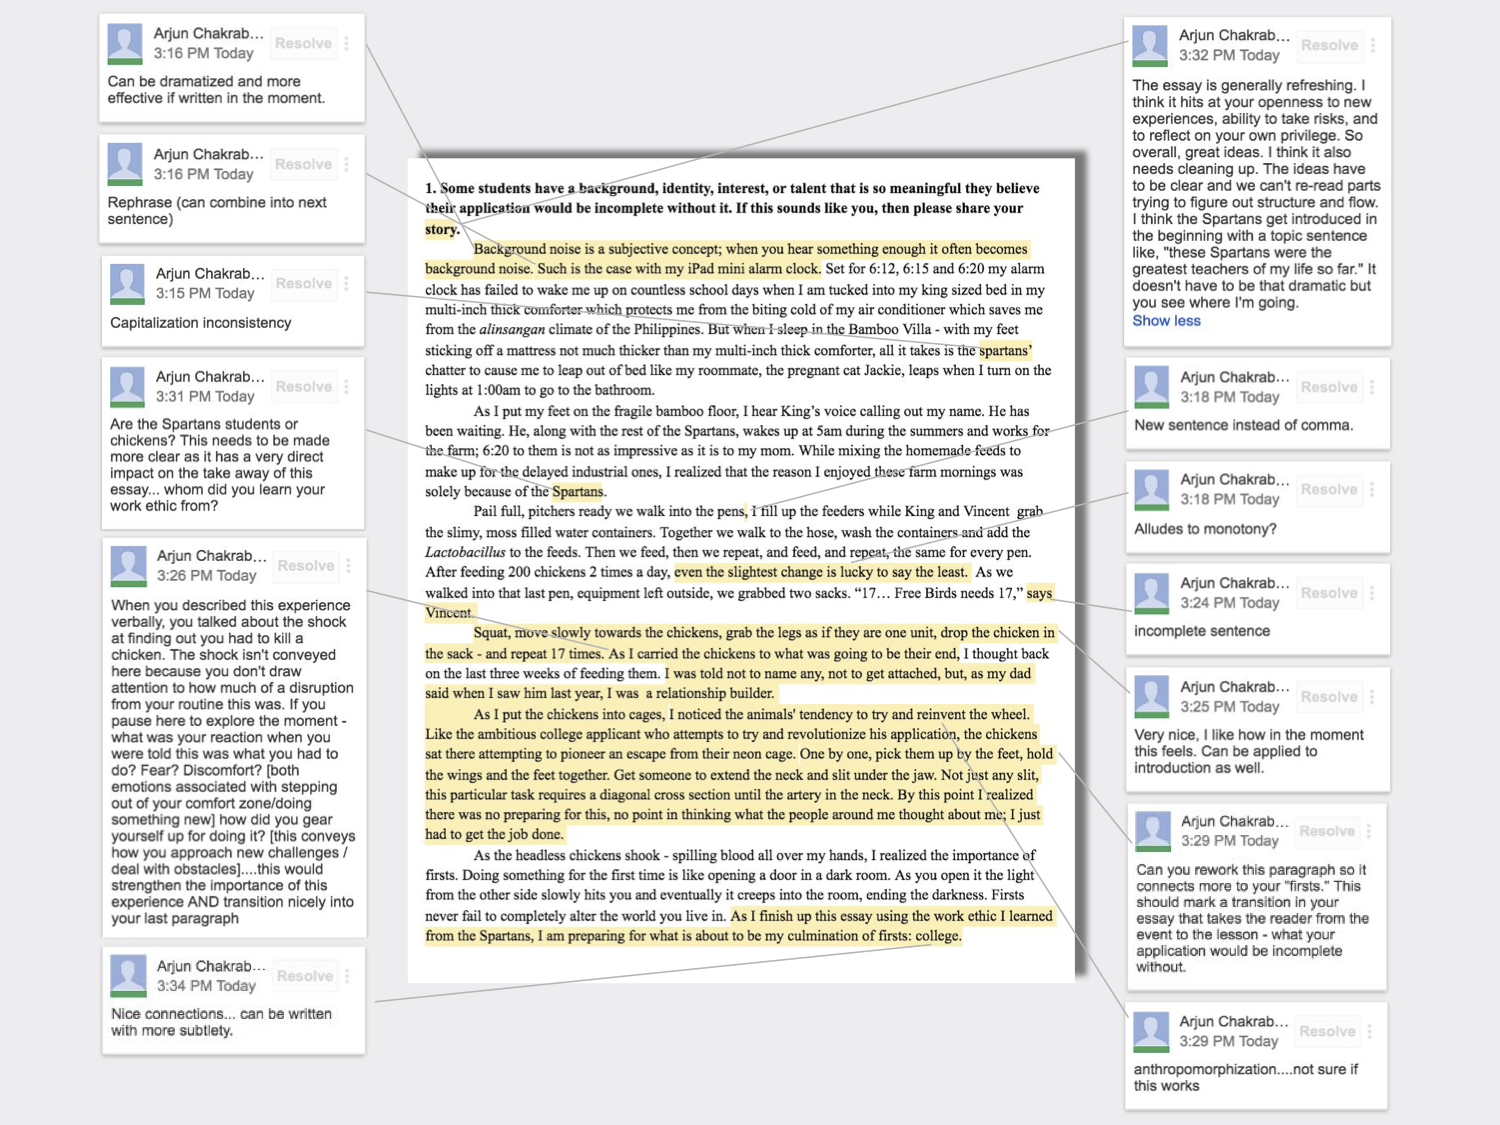 Arjun Chakrab...
3:16 PM Today
Resolve
Can be dramatized and more
effective if written in the moment.
Arjun Chakrab...
3:16 PM Today
Resolve
Rephrase (can combine into next
sentence)
Arjun Chakrab...
3:15 PM Today
Resolve
Capitalization inconsistency
Arjun Chakrab...
3:31 PM Today
Resolve
Are the Spartans students or
chickens? This needs to be made
more clear as it has a very direct
impact on the take away of this
essay... whom did you learn your
work ethic from?
Arjun Chakrab...
3:26 PM Today
Resolve
When you described this experience
verbally, you talked about the shock
at finding out you had to kill a
chicken. The shock isn't conveyed
here because you don't draw
attention to how much of a disruption
from your routine this was. If you
pause here to explore the moment -
what was your reaction when you
were told this was what you had to
do? Fear? Discomfort? [both
emotions associated with stepping
out of your comfort zone/doing
something new] how did you gear
yourself up for doing it? [this conveys
how you approach new challenges /
deal with obstacles]....this would
strengthen the importance of this
experience AND transition nicely into
your last paragraph
Arjun Chakrab...
3:34 PM Today
Resolve
Nice connections... can be written
with more subtlety.
1. Some students have a background, identity, interest, or talent that is so meaningful they believe
their application would be incomplete without it. If this sounds like you, then please share your
story.
Background noise is a subjective concept; when you hear something enough it often becomes
background noise. Such is the case with my iPad mini alarm clock. Set for 6:12, 6:15 and 6:20 my alarm
clock has failed to wake me up on countless school days when I am tucked into my king sized bed in my
multi-inch thick comforter which protects me from the biting cold of my air conditioner which saves me
from the alinsangan climate of the Philippines. But when I sleep in the Bamboo Villa - with my feet
sticking off a mattress not much thicker than my multi-inch thick comforter, all it takes is the spartans'
chatter to cause me to leap out of bed like my roommate, the pregnant cat Jackie, leaps when I turn on the
lights at 1:00am to go to the bathroom.
As I put my feet on the fragile bamboo floor, I hear King's voice calling out my name. He has
been waiting. He, along with the rest of the Spartans, wakes up at 5am during the summers and works for
the farm; 6:20 to them is not as impressive as it is to my mom. While mixing the homemade feeds to
make up for the delayed industrial ones, I realized that the reason I enjoyed these farm mornings was
solely because of the Spartans.
Pail full, pitchers ready we walk into the pens, I fill up the feeders while King and Vincent grab
the slimy, moss filled water containers. Together we walk to the hose, wash the containers and add the
Lactobacillus to the feeds. Then we feed, then we repeat, and feed, and repeat, the same for every pen.
After feeding 200 chickens 2 times a day, even the slightest change is lucky to say the least. As we
walked into that last pen, equipment left outside, we grabbed two sacks. "17... Free Birds needs 17," says
Vincent.
Squat, move slowly towards the chickens, grab the legs as if they are one unit, drop the chicken in
the sack - and repeat 17 times. As I carried the chickens to what was going to be their end, I thought back
on the last three weeks of feeding them. I was told not to name any, not to get attached, but, as my dad
said when I saw him last year, I was a relationship builder.
As I put the chickens into cages, I noticed the animals' tendency to try and reinvent the wheel.
Like the ambitious college applicant who attempts to try and revolutionize his application, the chickens
sat there attempting to pioneer an escape from their neon cage. One by one, pick them up by the feet, hold
the wings and the feet together. Get someone to extend the neck and slit under the jaw. Not just any slit,
this particular task requires a diagonal cross section until the artery in the neck. By this point I realized
there was no preparing for this, no point in thinking what the people around me thought about me; I just
had to get the job done.
As the headless chickens shook - spilling blood all over my hands, I realized the importance of
firsts. Doing something for the first time is like opening a door in a dark room. As you open it the light
from the other side slowly hits you and eventually it creeps into the room, ending the darkness. Firsts
never fail to completely alter the world you live in. As I finish up this essay using the work ethic I learned
from the Spartans, I am preparing for what is about to be my culmination of firsts: college.
Arjun Chakrab...
3:32 PM Today
Resolve
The essay is generally refreshing. I
think it hits at your openness to new
experiences, ability to take risks, and
to reflect on your own privilege. So
overall, great ideas. I think it also
needs cleaning up. The ideas have
to be clear and we can't re-read parts
trying to figure out structure and flow.
I think the Spartans get introduced in
the beginning with a topic sentence
like, "these Spartans were the
greatest teachers of my life so far." It
doesn't have to be that dramatic but
you see where I'm going.
Show less
Arjun Chakrab...
3:18 PM Today
Resolve
New sentence instead of comma.
Arjun Chakrab...
3:18 PM Today
Resolve
Alludes to monotony?
Arjun Chakrab...
3:24 PM Today
Resolve
incomplete sentence
Arjun Chakrab...
3:25 PM Today
Resolve
Very nice, I like how in the moment
this feels. Can be applied to
introduction as well.
Arjun Chakrab...
3:29 PM Today
Resolve
Can you rework this paragraph so it
connects more to your "firsts." This
should mark a transition in your
essay that takes the reader from the
event to the lesson - what your
application would be incomplete
without.
Arjun Chakrab...
3:29 PM Today
Resolve
anthropomorphization....not sure if
this works